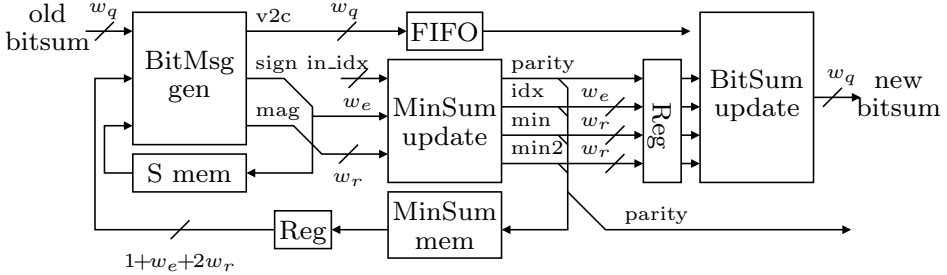 old
bitsum
w_q
BitMsg
gen
v2c
w_q
FIFO
sign
in_idx
w_e
mag
w_r
S mem
MinSum
update
parity
idx
w_e
min
w_r
min2
w_r
Reg
BitSum
update
w_q
new
bitsum
MinSum
mem
Reg
parity
1+w_e+2w_r